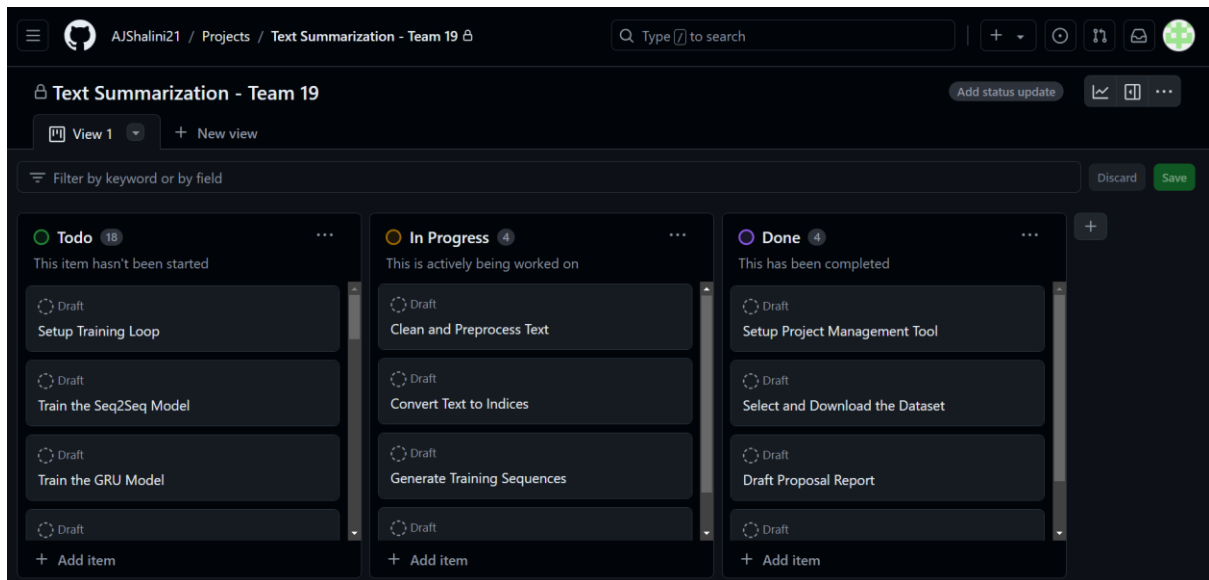 AJShalini21 / Projects / Text Summarization - Team 19
Type / to search
Text Summarization - Team 19
Add status update
View 1
New view
Filter by keyword or by field
Discard
Save
Todo 18
This item hasn't been started
Draft
Setup Training Loop
Draft
Train the Seq2Seq Model
Draft
Train the GRU Model
Draft
+ Add item
In Progress 4
This is actively being worked on
Draft
Clean and Preprocess Text
Draft
Convert Text to Indices
Draft
Generate Training Sequences
Draft
+ Add item
Done 4
This has been completed
Draft
Setup Project Management Tool
Draft
Select and Download the Dataset
Draft
Draft Proposal Report
Draft
+ Add item